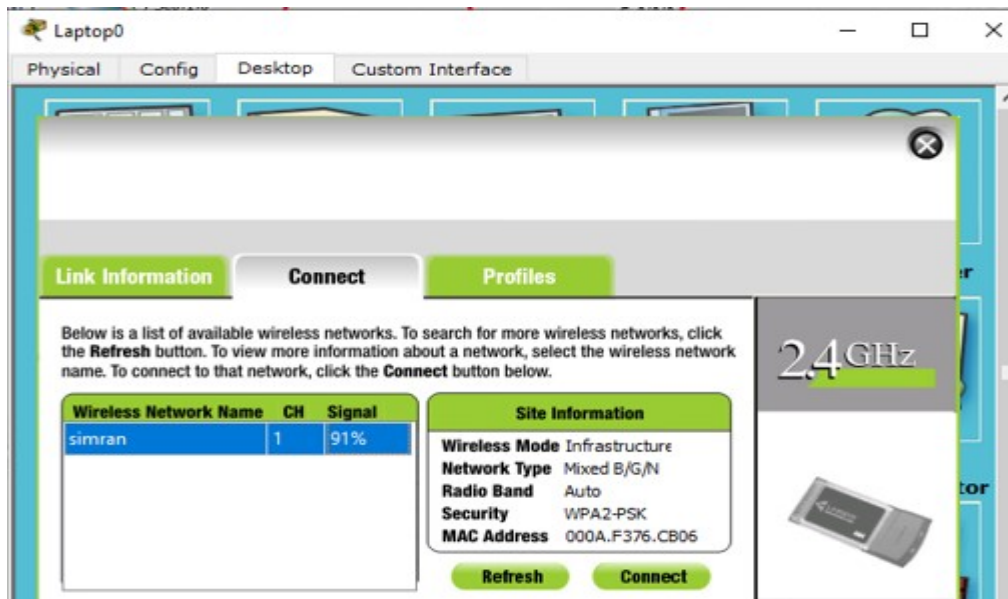 Laptop0
Physical Config Desktop Custom Interface
Link Information Connect Profiles
Below is a list of available wireless networks. To search for more wireless networks, click
the Refresh button. To view more information about a network, select the wireless network
name. To connect to that network, click the Connect button below.
2.4GHz
Wireless Network Name CH Signal
simran 1 91%
Site Information
Wireless Mode Infrastructure
Network Type Mixed B/G/N
Radio Band Auto
Security WPA2-PSK
MAC Address 000A.F376.CB06
Refresh Connect